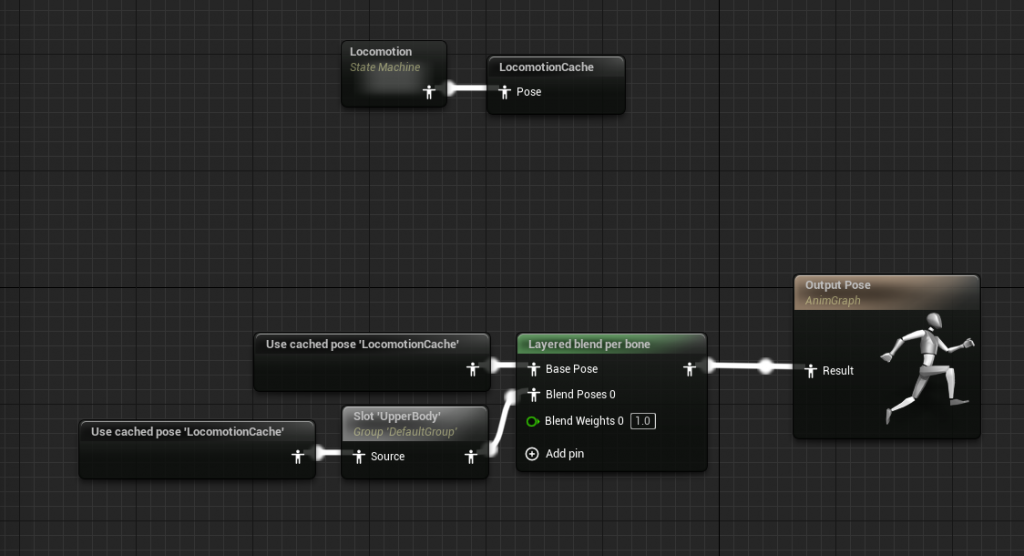 Locomotion
State Machine
LocomotionCache
Pose
Output Pose
AnimGraph
Result
Use cached pose 'LocomotionCache'
Layered blend per bone
Base Pose
Blend Poses 0
Blend Weights 0 1.0
Add pin
Slot 'UpperBody'
Group 'DefaultGroup'
Source
Use cached pose 'LocomotionCache'